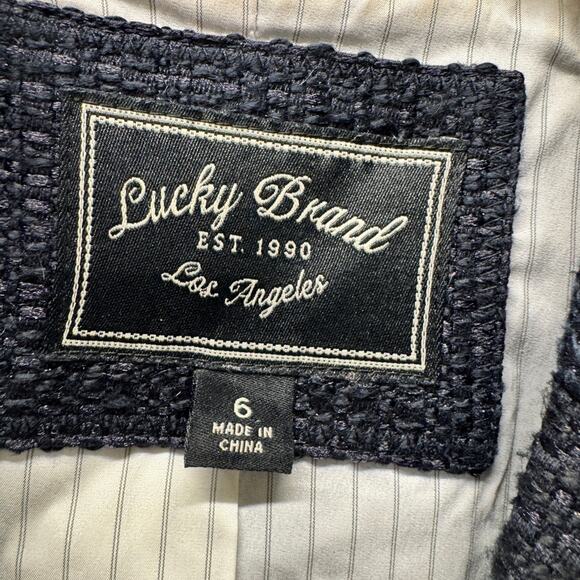 Lucky Brand
EST. 1990
Los Angeles
6
MADE IN
CHINA